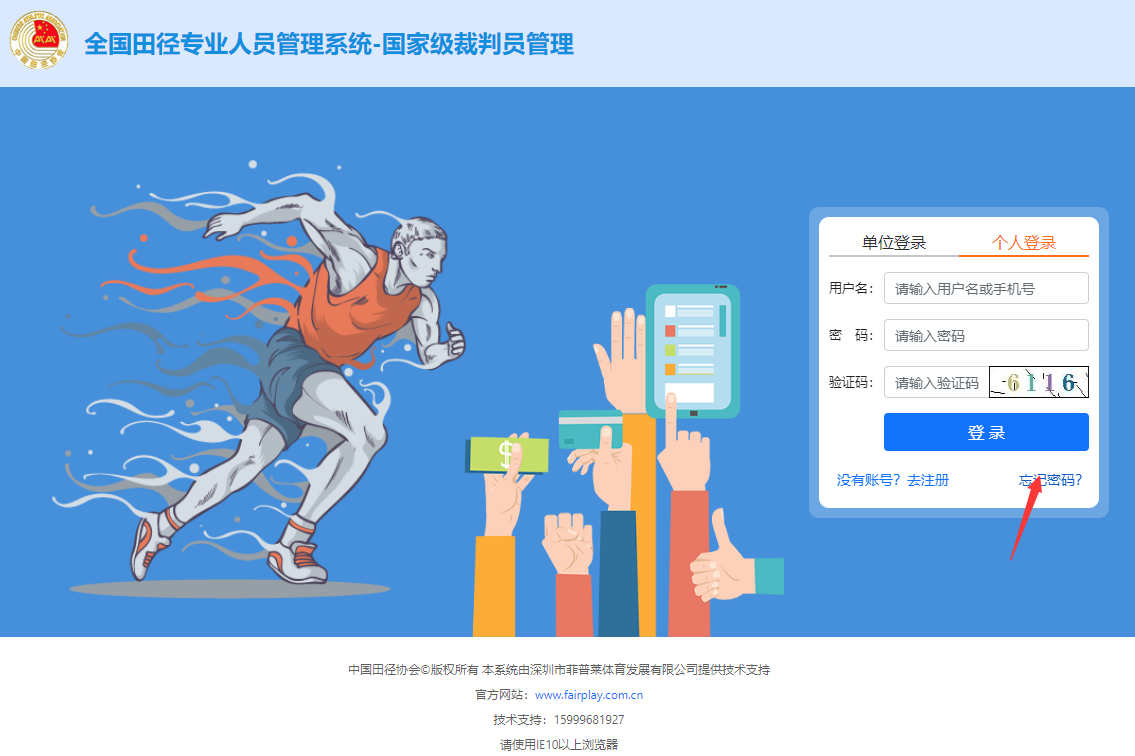 全国田径专业人员管理系统-国家级裁判员管理
单位登录 个人登录
用户名： 请输入用户名或手机号
密 码： 请输入密码
验证码： 请输入验证码 6116
登 录
没有账号？去注册 忘记密码?
$
中国田径协会©版权所有 本系统由深圳市菲普莱体育发展有限公司提供技术支持
官方网站：www.fairplay.com.cn
技术支持：15999681927
请使用IE10以上浏览器